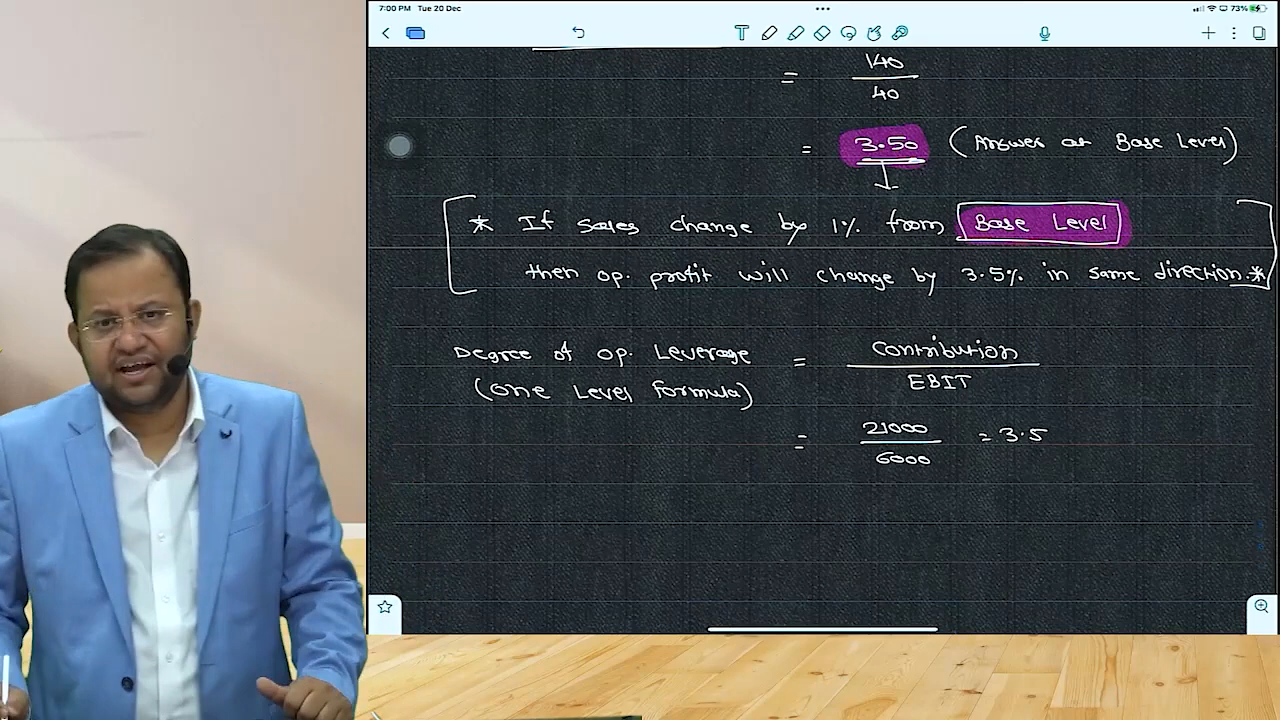 7:00 PM Tue 20 Dec
73%
= 140
40
= 3.50 (Answer at Base Level)
* If Sales change by 1% from Base Level
then op. profit will change by 3.5% in same direction.*
Degree of op. Leverage = Contribution
(One Level formula) EBIT
= 21000 = 3.5
6000